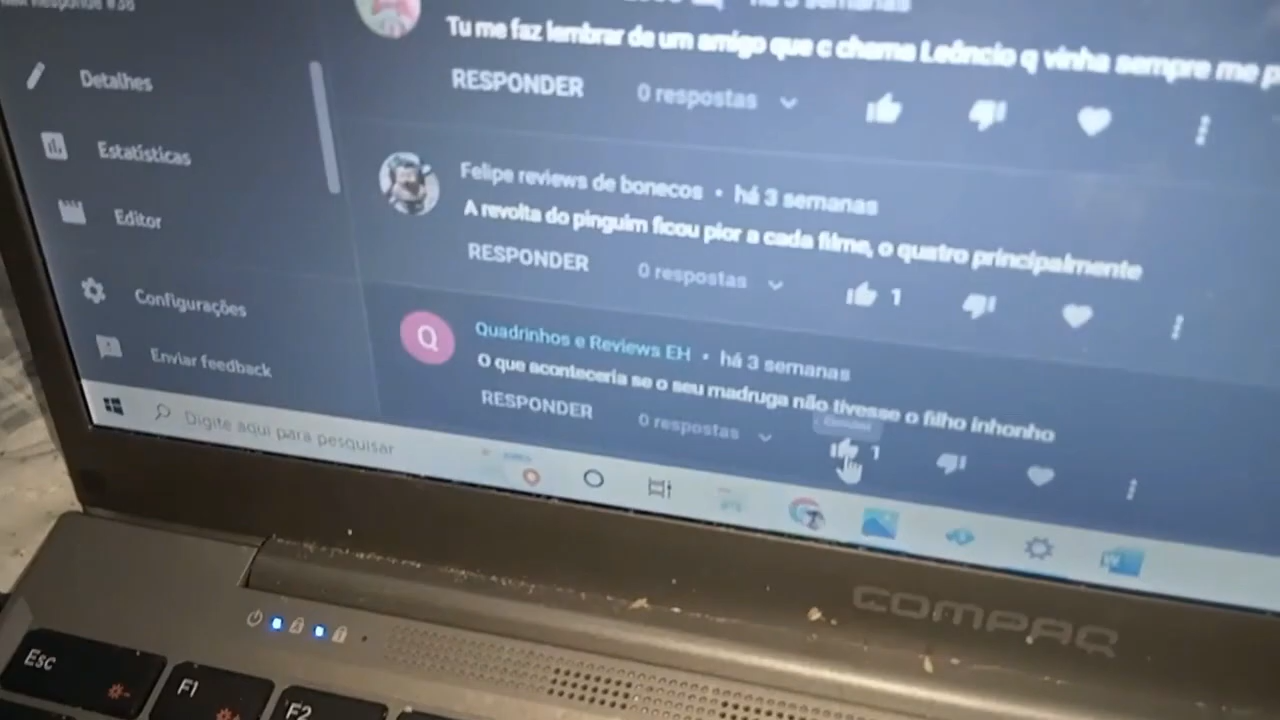 há 3 semanas
Tu me faz lembrar de um amigo que c chama Leôncio q vinha sempre me
RESPONDER 0 respostas
Detalhes
Estatísticas
Editor
Configurações
Enviar feedback
Felipe reviews de bonecos • há 3 semanas
A revolta do pinguim ficou pior a cada filme, o quatro principalmente
RESPONDER 0 respostas 1
Q
Quadrinhos e Reviews EH • há 3 semanas
O que aconteceria se o seu madruga não tivesse o filho inhonho
RESPONDER 0 respostas 1
Digite aqui para pesquisar
COMPAQ
Esc
F1
F2